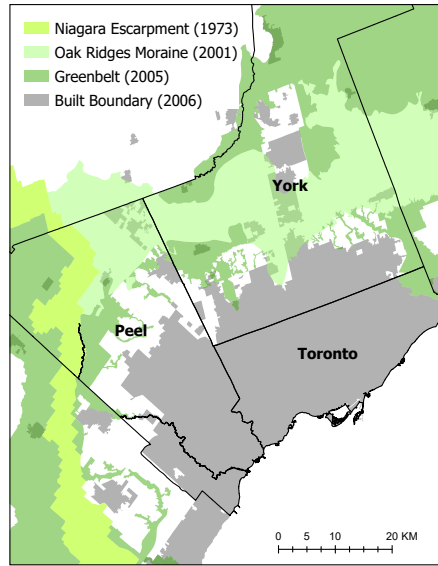 Niagara Escarpment (1973)
Oak Ridges Moraine (2001)
Greenbelt (2005)
Built Boundary (2006)
York
Peel
Toronto
0 5 10 20 KM